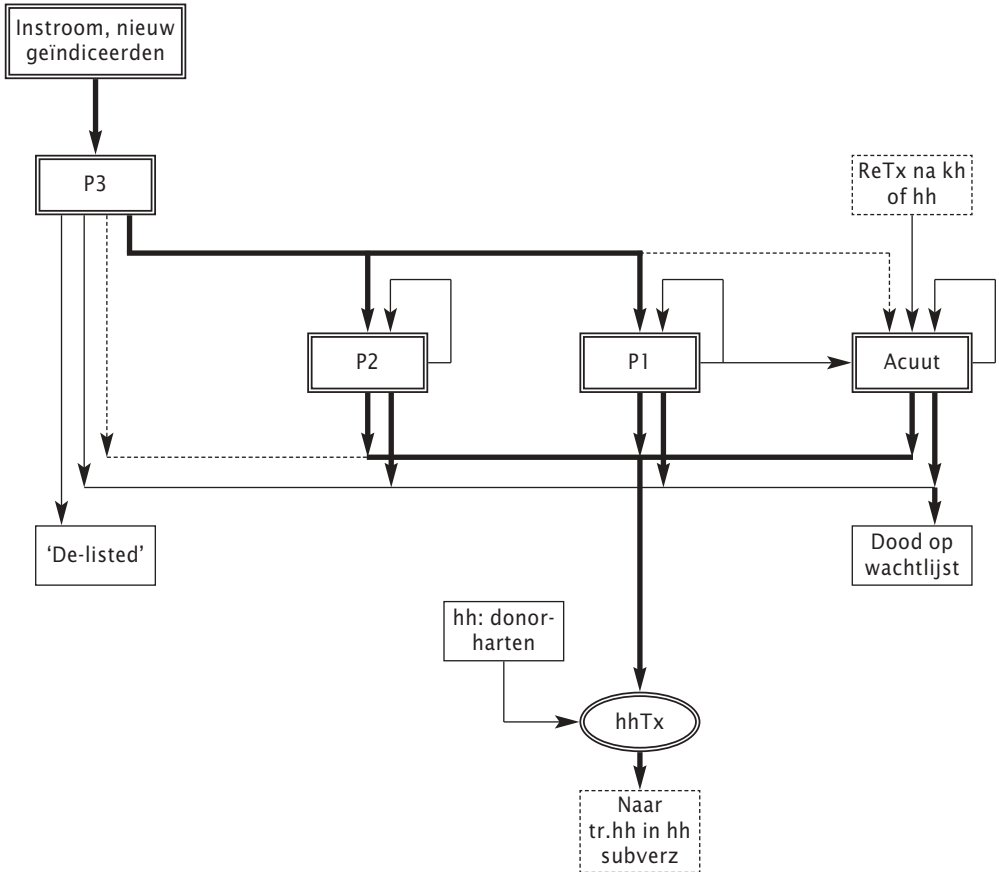 Instroom, nieuw
geïndiceerden
P3
ReTx na kh
of hh
P2
P1
Acuut
‘De-listed’
Dood op
wachtlijst
hh: donor-
harten
hhTx
Naar
tr.hh in hh
subverz